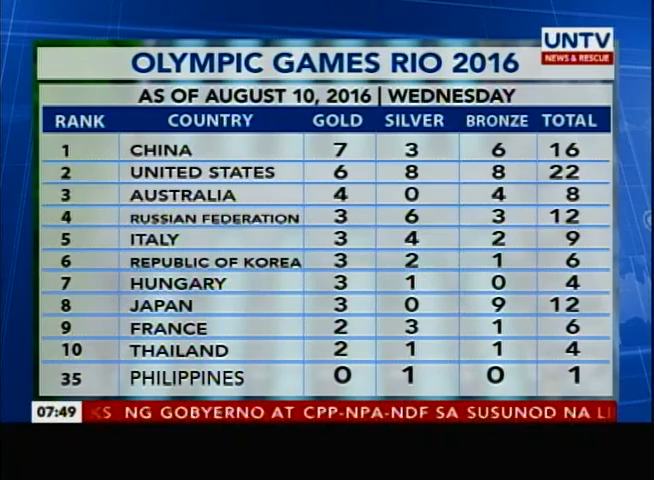 UNTV
NEWS & RESCUE
OLYMPIC GAMES RIO 2016
AS OF AUGUST 10, 2016 | WEDNESDAY
RANK COUNTRY GOLD SILVER BRONZE TOTAL
1 CHINA 7 3 6 16
2 UNITED STATES 6 8 8 22
3 AUSTRALIA 4 0 4 8
4 RUSSIAN FEDERATION 3 6 3 12
5 ITALY 3 4 2 9
6 REPUBLIC OF KOREA 3 2 1 6
7 HUNGARY 3 1 0 4
8 JAPAN 3 0 9 12
9 FRANCE 2 3 1 6
10 THAILAND 2 1 1 4
35 PHILIPPINES 0 1 0 1
07:49 KS NG GOBYERNO AT CPP-NPA-NDF SA SUSUNOD NA LI